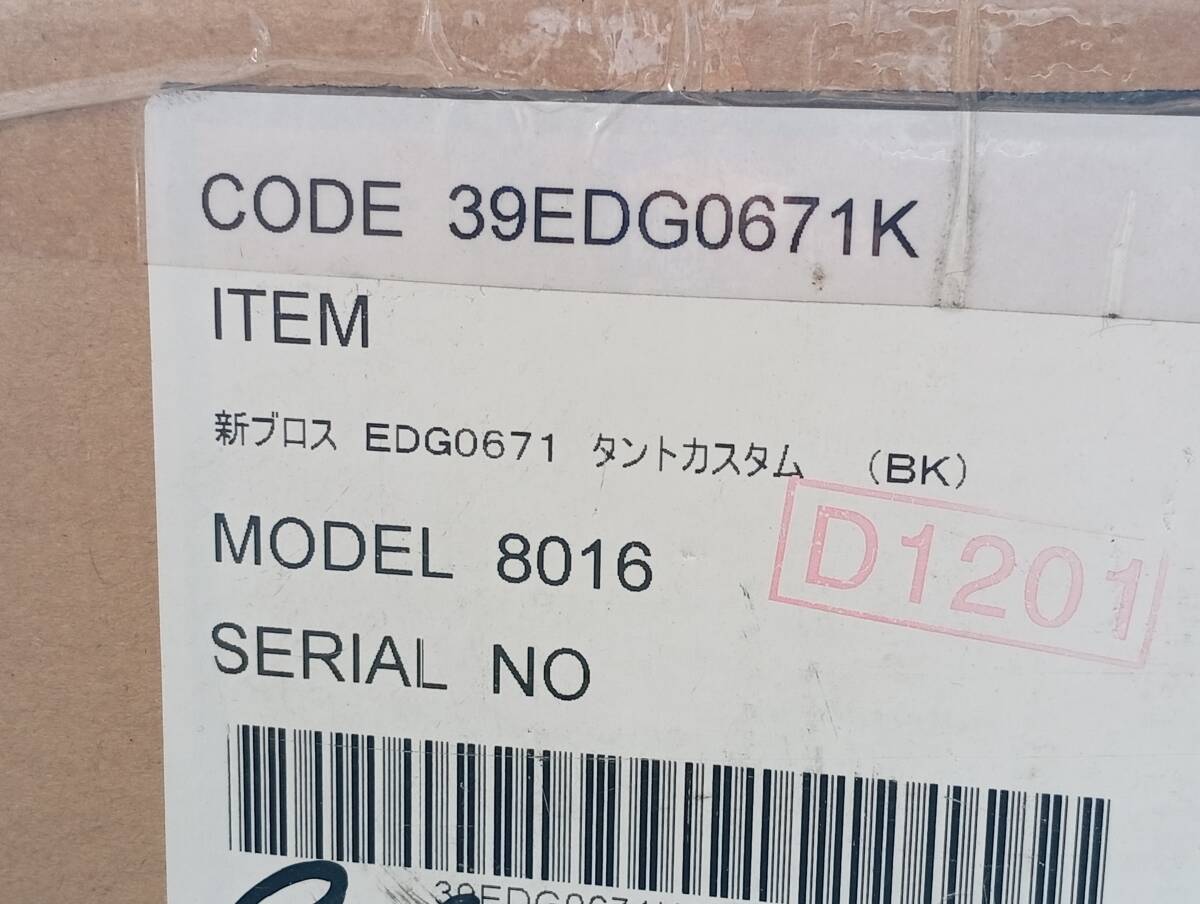 CODE 39EDG0671K
ITEM
新ブロス EDG0671 タントカスタム (BK)
MODEL 8016
D1201
SERIAL NO